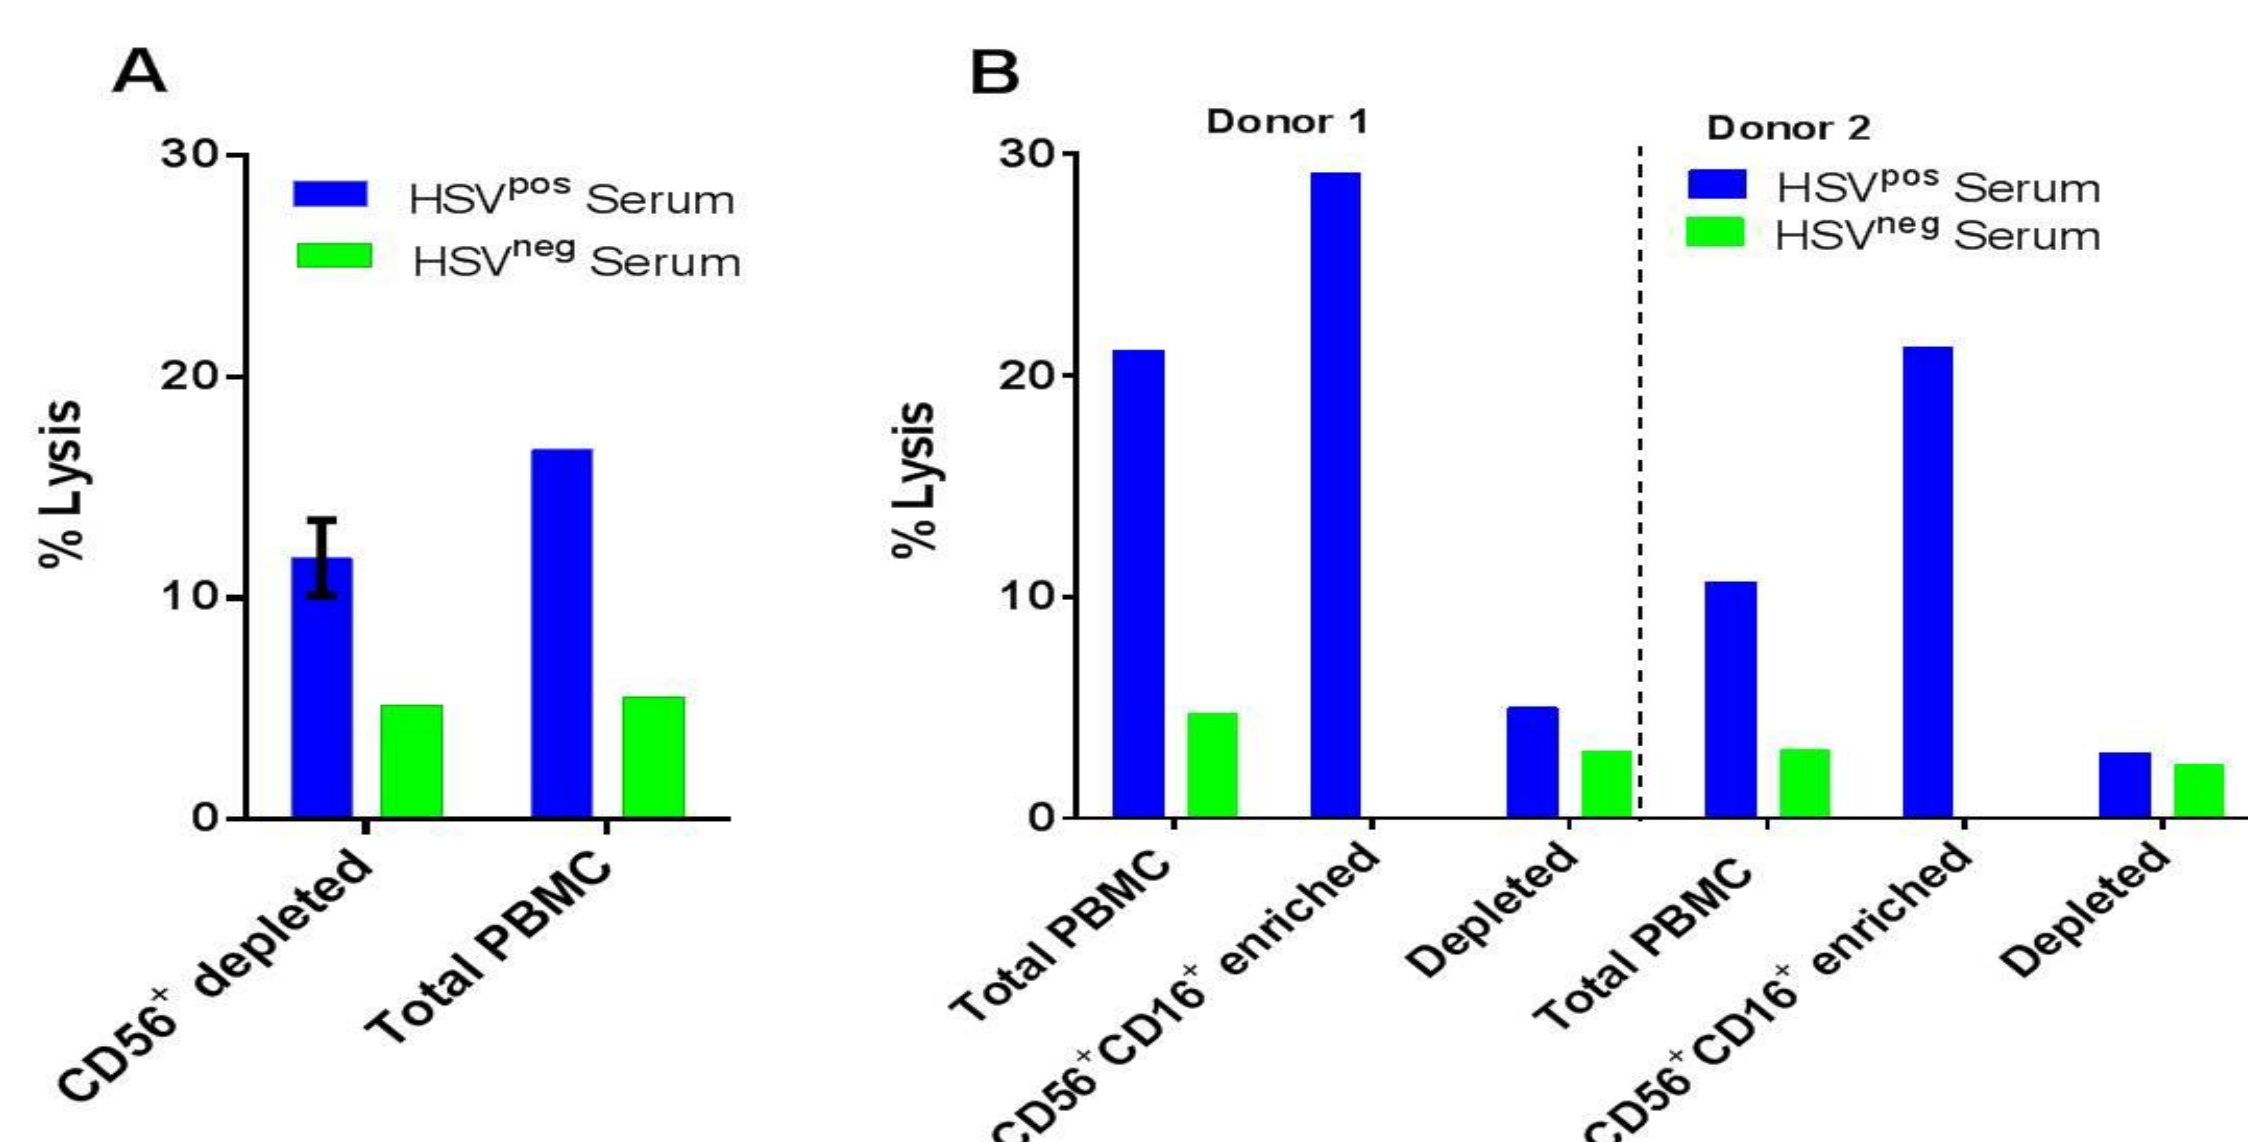 A
30
20
10
0
% Lysis
HSVpos Serum
HSVneg Serum
CD56+ depleted
Total PBMC
B
Donor 1
Donor 2
30
20
10
0
% Lysis
HSVpos Serum
HSVneg Serum
Total PBMC
CD56+CD16+ enriched
Depleted
Total PBMC
CD56+CD16+ enriched
Depleted